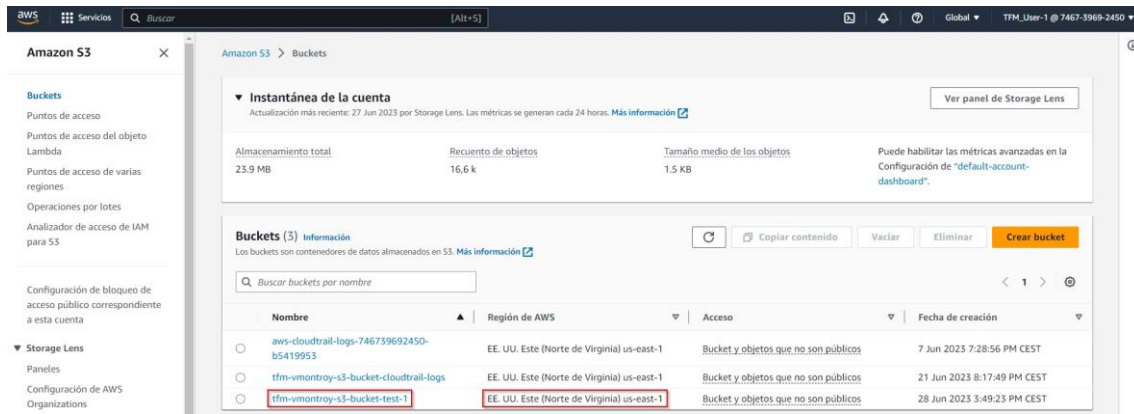 aws
Servicios
Buscar
[Alt+S]
Global
TFM_User-1 @ 7467-3969-2450
Amazon S3
Buckets
Puntos de acceso
Puntos de acceso del objeto
Lambda
Puntos de acceso de varias
regiones
Operaciones por lotes
Analizador de acceso de IAM
para S3
Configuración de bloqueo de
acceso público correspondiente
a esta cuenta
Storage Lens
Paneles
Configuración de AWS
Organizations
Amazon S3 > Buckets
Instantánea de la cuenta
Actualización más reciente: 27 Jun 2023 por Storage Lens. Las métricas se generan cada 24 horas. Más información
Ver panel de Storage Lens
Almacenamiento total
23.9 MB
Recuento de objetos
16,6 k
Tamaño medio de los objetos
1.5 KB
Puede habilitar las métricas avanzadas en la
Configuración de "default-account-
dashboard".
Buckets (3) Información
Los buckets son contenedores de datos almacenados en S3. Más información
Copiar contenido
Vaciar
Eliminar
Crear bucket
Buscar buckets por nombre
< 1 >
Nombre Región de AWS Acceso Fecha de creación
aws-cloudtrail-logs-746739692450-
b5419953 EE. UU. Este (Norte de Virginia) us-east-1 Bucket y objetos que no son públicos 7 Jun 2023 7:28:56 PM CEST
tfm-vmontroy-s3-bucket-cloudtrail-logs EE. UU. Este (Norte de Virginia) us-east-1 Bucket y objetos que no son públicos 21 Jun 2023 8:17:49 PM CEST
tfm-vmontroy-s3-bucket-test-1 EE. UU. Este (Norte de Virginia) us-east-1 Bucket y objetos que no son públicos 28 Jun 2023 3:49:23 PM CEST